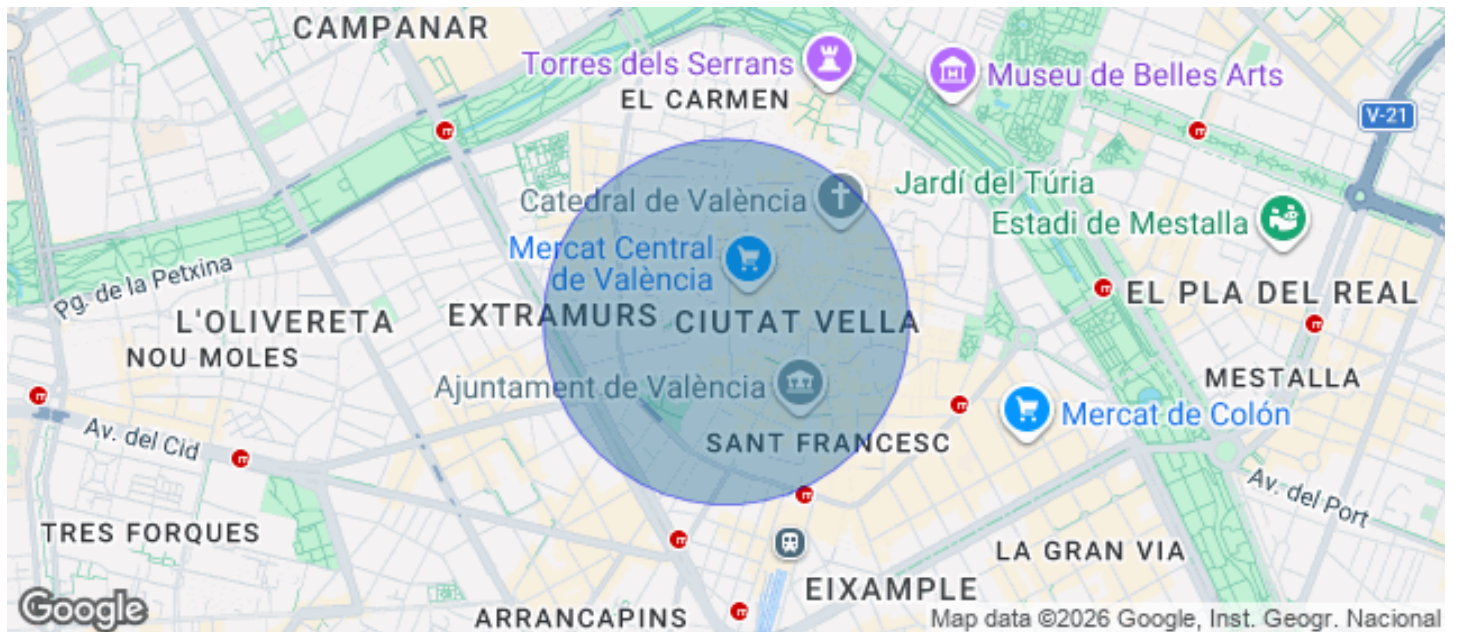 CAMPANAR
Torres dels Serrans
Museu de Belles Arts
EL CARMEN
V-21
Catedral de València
Jardí del Túria
Estadi de Mestalla
Mercat Central
de València
Pg. de la Petxina
EL PLA DEL REAL
L'OLIVERETA
EXTRAMURS
CIUTAT VELLA
NOU MOLES
Ajuntament de València
MESTALLA
Mercat de Colón
Av. del Cid
SANT FRANCESC
Av. del Port
TRES FORQUES
LA GRAN VIA
EIXAMPLE
Google
ARRANCAPINS
Map data ©2026 Google, Inst. Geogr. Nacional